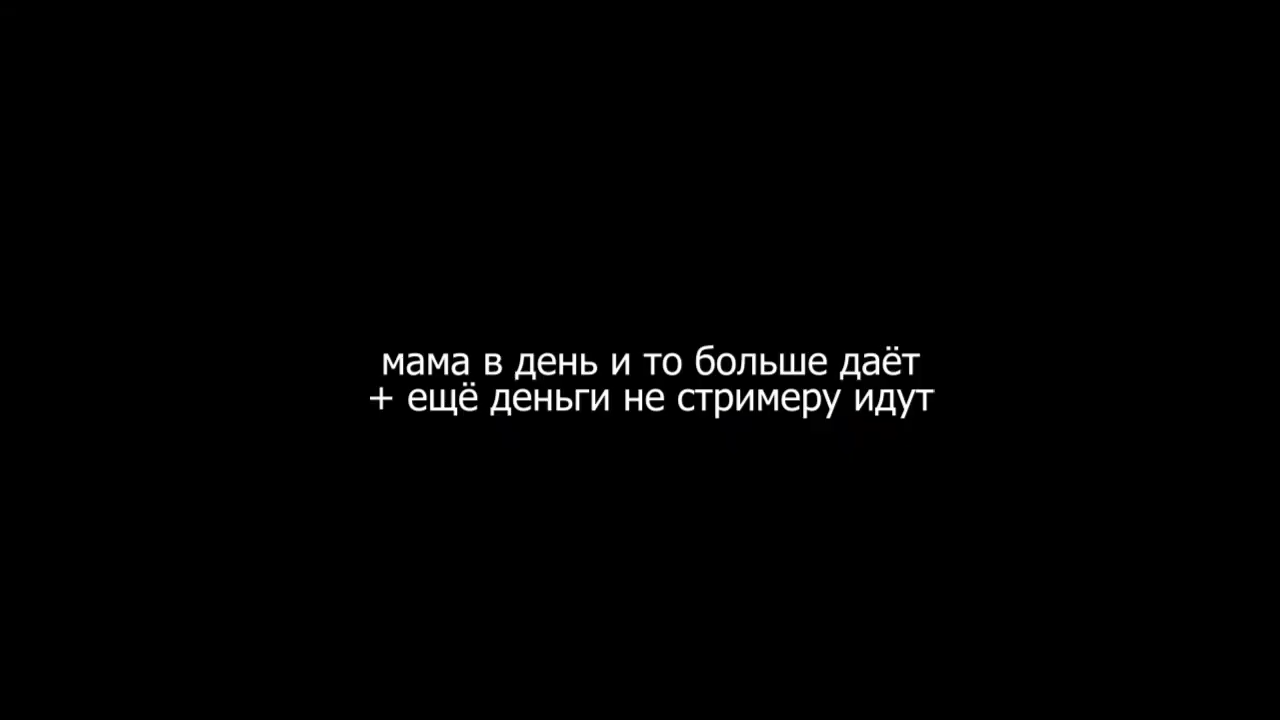 мама в день и то больше даёт
+ ещё деньги не стримеру идут